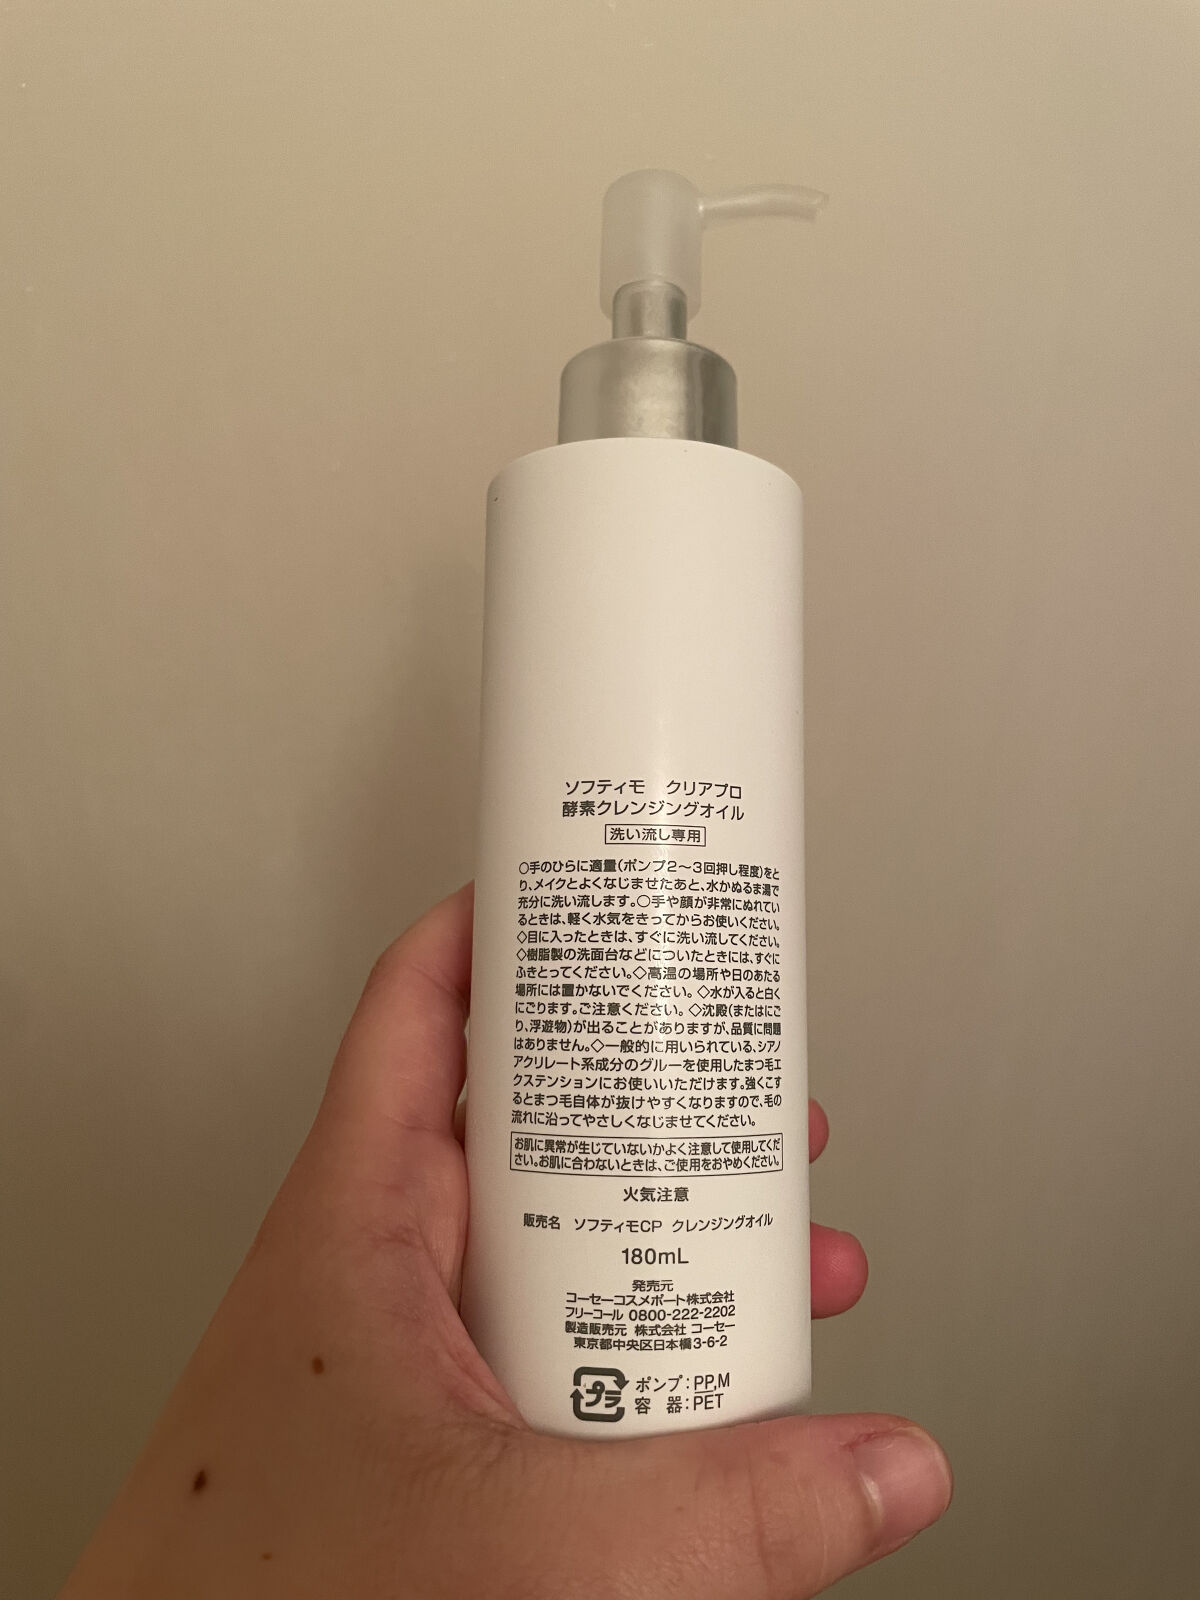 ソフティモ クリアプロ
酵素クレンジングオイル
洗い流し専用
○手のひらに適量(ポンプ2〜3回押し程度)をと
り、メイクとよくなじませたあと、水かぬるま湯で
充分に洗い流します。○手や顔が非常にぬれてい
るときは、軽く水気をきってからお使いください。
◇目に入ったときは、すぐに洗い流してください。
◇樹脂製の洗面台などについたときには、すぐに
ふきとってください。◇高温の場所や日のあたる
場所には置かないでください。◇水が入ると白く
にごります。ご注意ください。◇沈殿(またはにご
り、浮遊物)が出ることがありますが、品質に問題
はありません。◇一般的に用いられている、シアノ
アクリレート系成分のグルーを使用したまつ毛エ
クステンションにお使いいただけます。強くこす
るとまつ毛自体が抜けやすくなりますので、毛の
流れに沿ってやさしくなじませてください。
お肌に異常が生じていないかよく注意して使用してくだ
さい。お肌に合わないときは、ご使用をおやめください。
火気注意
販売名 ソフティモCP クレンジングオイル
180mL
発売元
コーセーコスメポート株式会社
フリーコール 0800-222-2202
製造販売元 株式会社 コーセー
東京都中央区日本橋3-6-2
プラ ポンプ:PP,M
容 器:PET